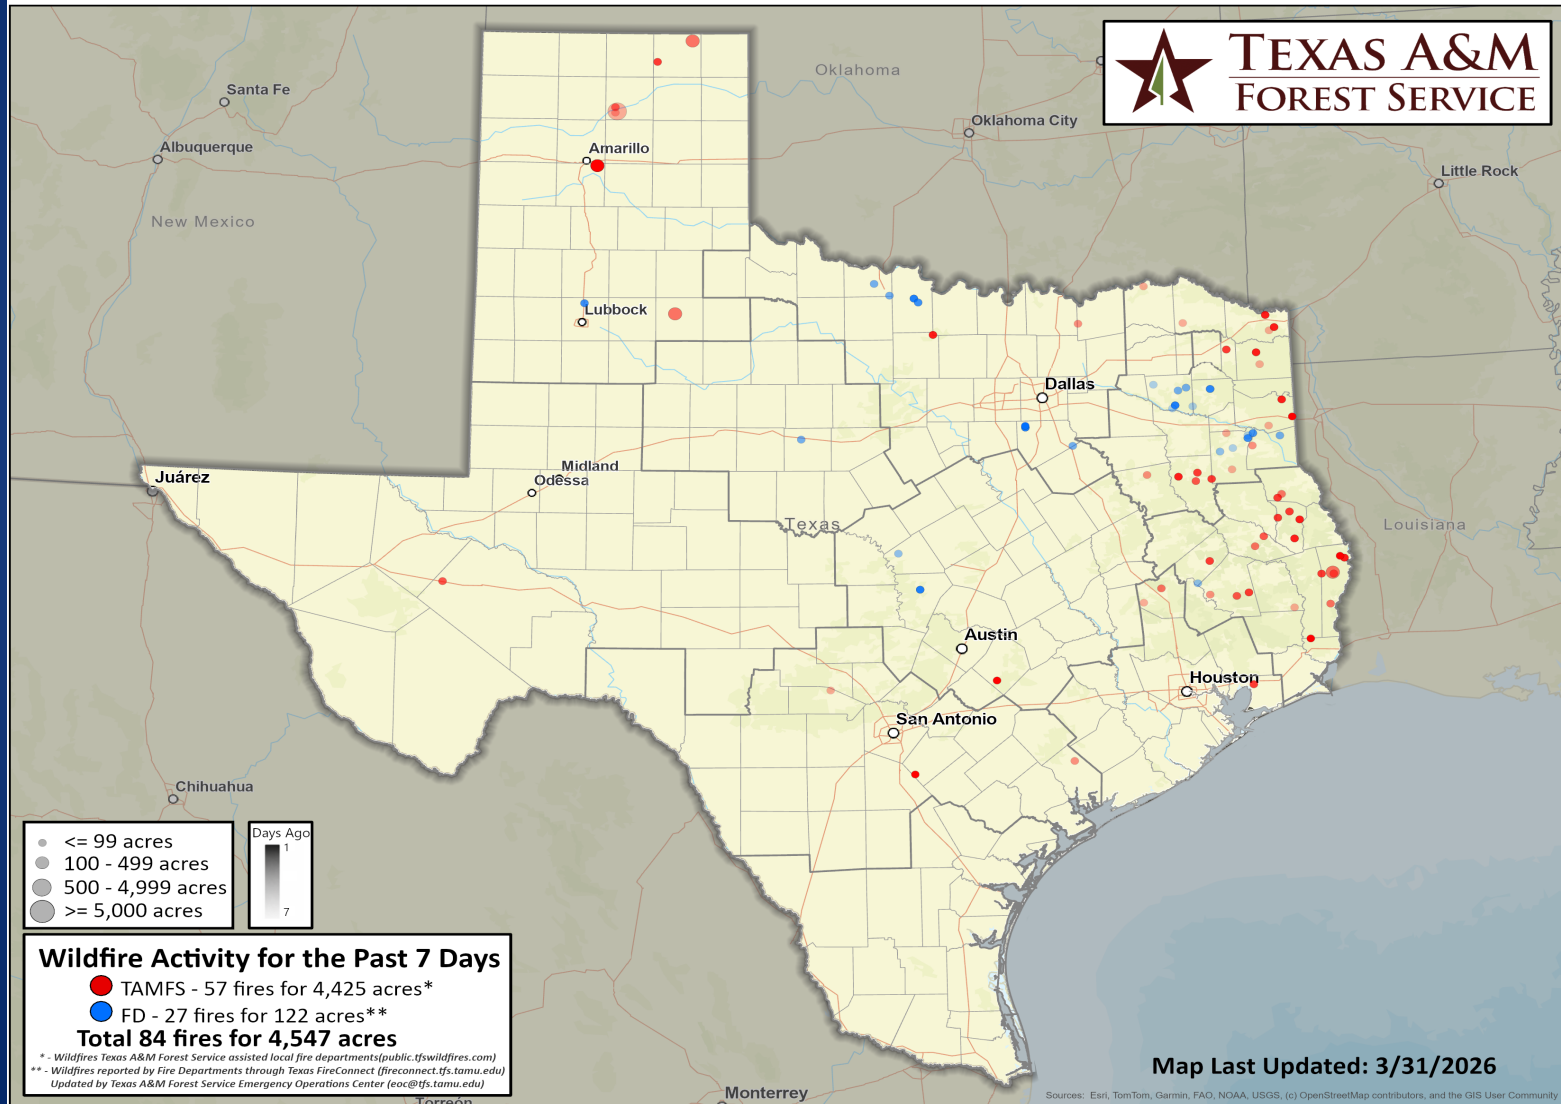 TEXAS A&M
FOREST SERVICE
Oklahoma
Santa Fe
Oklahoma City
Albuquerque
Amarillo
Little Rock
New Mexico
Lubbock
Dallas
Midland
Odessa
Juárez
Texas
Louisiana
Austin
Houston
San Antonio
Chihuahua
<= 99 acres
100 - 499 acres
500 - 4,999 acres
>= 5,000 acres
Days Ago
1
7
Wildfire Activity for the Past 7 Days
TAMFS - 57 fires for 4,425 acres*
FD - 27 fires for 122 acres**
Total 84 fires for 4,547 acres
* - Wildfires Texas A&M Forest Service assisted local fire departments(public.tfswildfires.com)
** - Wildfires reported by Fire Departments through Texas FireConnect (fireconnect.tfs.tamu.edu)
Updated by Texas A&M Forest Service Emergency Operations Center (eoc@tfs.tamu.edu)
Torreón
Monterrey
Map Last Updated: 3/31/2026
Sources: Esri, TomTom, Garmin, FAO, NOAA, USGS, (c) OpenStreetMap contributors, and the GIS User Community